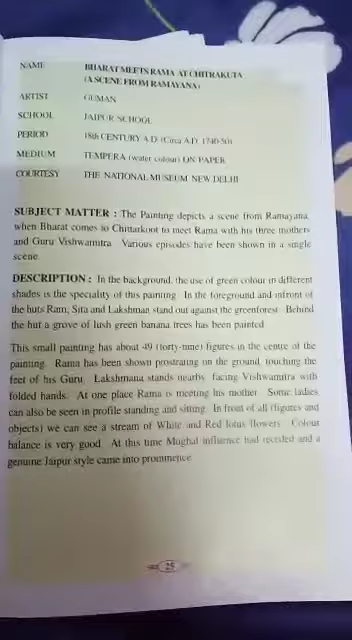 NAME BHARAT MEETS RAMA AT CHITRAKUTA
(A SCENE FROM RAMAYANA)
ARTIST GUMAN
SCHOOL JAIPUR SCHOOL
PERIOD 18th CENTURY A.D. (Circa A.D. 1740-50)
MEDIUM TEMPERA (water colour) ON PAPER
COURTESY THE NATIONAL MUSEUM NEW DELHI
SUBJECT MATTER : The Painting depicts a scene from Ramayana,
when Bharat comes to Chittarkoot to meet Rama with his three mothers
and Guru Vishwamitra. Various episodes have been shown in a single
scene.
DESCRIPTION : In the background, the use of green colour in different
shades is the speciality of this painting. In the foreground and infront of
the huts Ram, Sita and Lakshman stand out against the greenforest. Behind
the hut a grove of lush green banana trees has been painted.
This small painting has about 49 (forty-nine) figures in the centre of the
painting. Rama has been shown prostrating on the ground, touching the
feet of his Guru. Lakshmana stands nearby, facing Vishwamitra with
folded hands. At one place Rama is meeting his mother. Some ladies
can also be seen in profile standing and sitting. In front of all (figures and
objects) we can see a stream of White and Red lotus flowers. Colour
balance is very good. At this time Mughal influence had receded and a
genuine Jaipur style came into prominence.
25